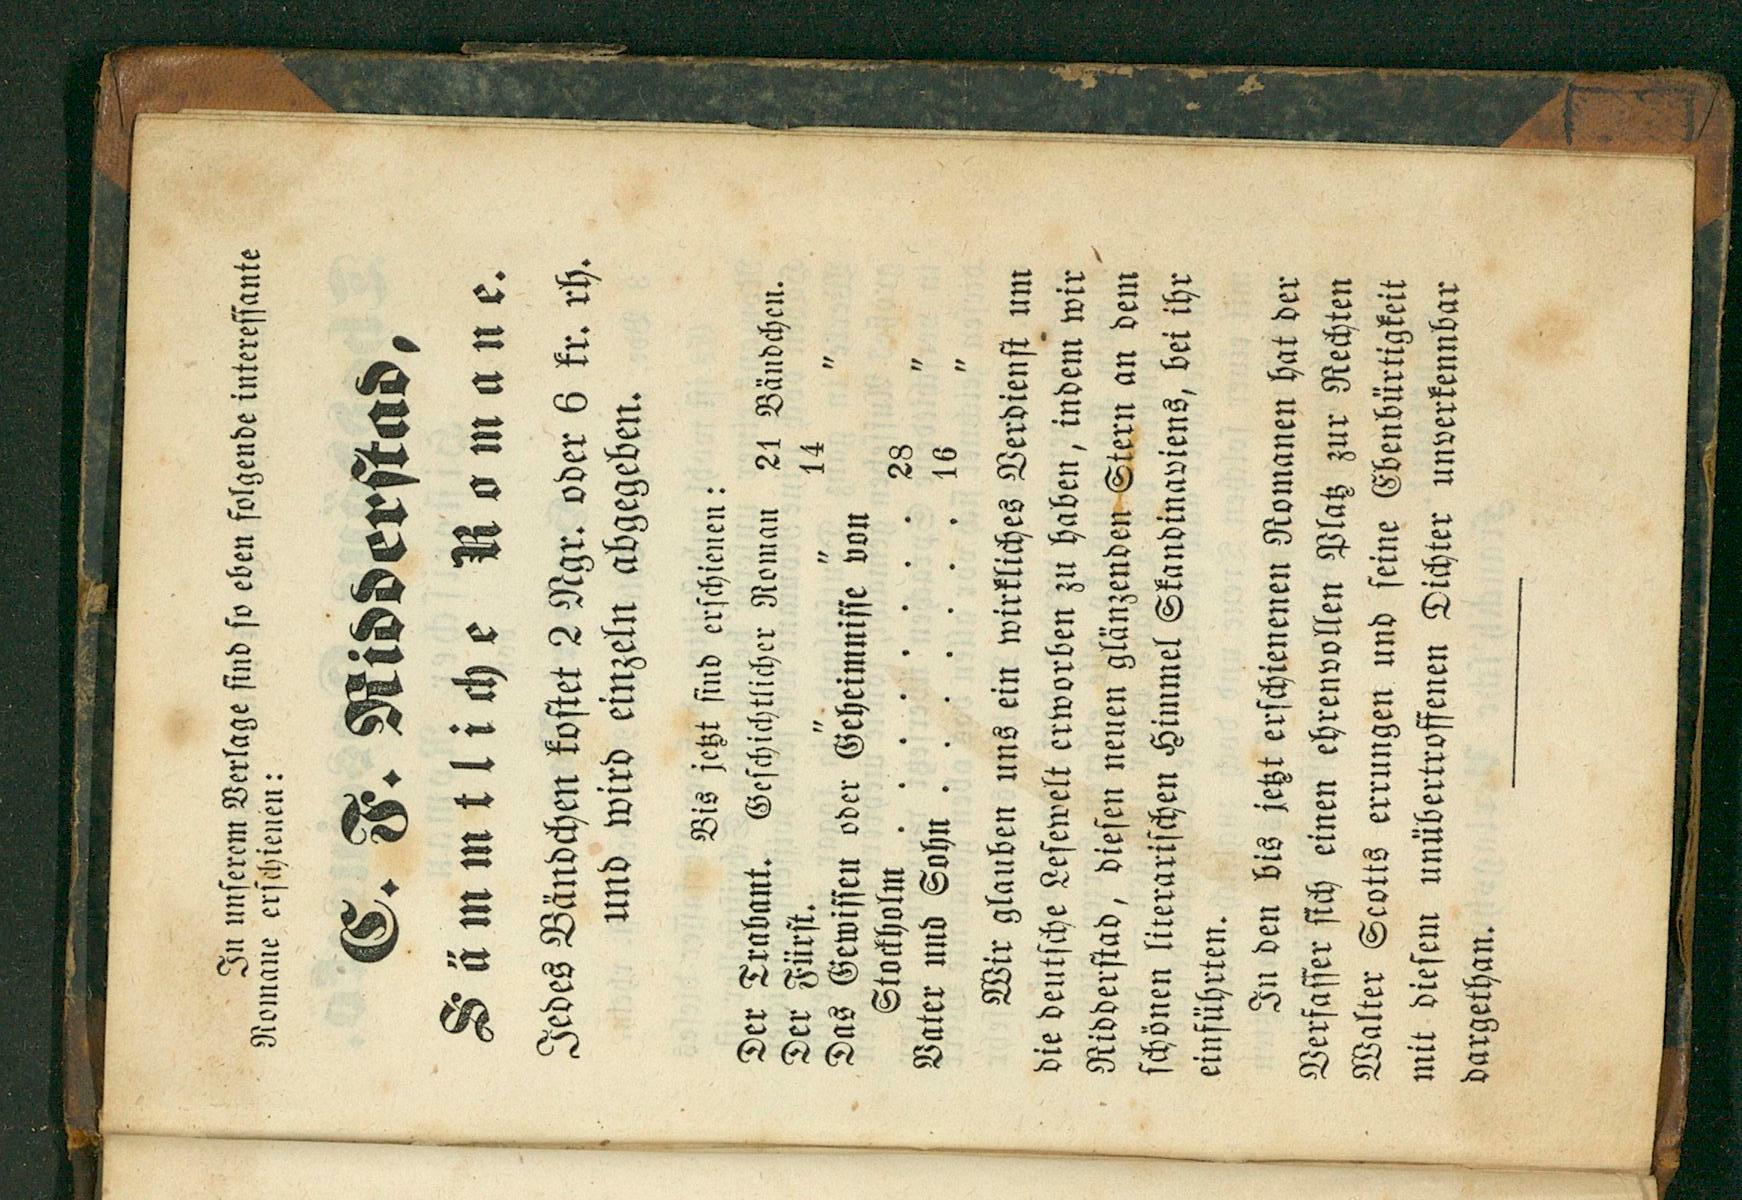 In unserem Verlage sind so eben folgende interessante
Romane erschienen:
C. F. Ridderstad,
Sämmtliche Romane.
Jedes Bändchen kostet 2 Ngr. oder 6 kr. rh.
und wird einzeln abgegeben.
Bis jetzt sind erschienen:
Der Trabant. Geschichtlicher Roman 21 Bändchen.
Der Fürst. " " 14 "
Das Gewissen oder Geheimnisse von
Stockholm . . . . . . . . 28 "
Vater und Sohn . . . . . . . 16 "
Wir glauben uns ein wirkliches Verdienst um
die deutsche Lesewelt erworben zu haben, indem wir
Ridderstad, diesen neuen glänzenden Stern an dem
schönen literarischen Himmel Skandinaviens, bei ihr
einführten.
In den bis jetzt erschienenen Romanen hat der
Verfasser sich einen ehrenvollen Platz zur Rechten
Walter Scotts errungen und seine Ebenbürtigkeit
mit diesem unübertroffenen Dichter unverkennbar
dargethan.